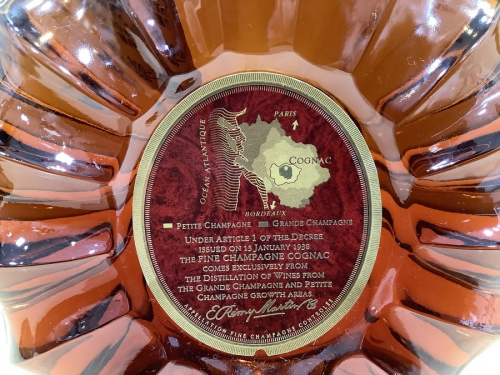 PARIS
OCÉAN ATLANTIQUE
COGNAC
BORDEAUX
PETITE CHAMPAGNE GRANDE CHAMPAGNE
UNDER ARTICLE 1 OF THE DECREE
ISSUED ON 15 JANUARY 1938
THE FINE CHAMPAGNE COGNAC
COMES EXCLUSIVELY FROM
THE DISTILLATION OF WINES FROM
THE GRANDE CHAMPAGNE AND PETITE
CHAMPAGNE GROWTH AREAS.
E. Rémy Martin &
APPELLATION FINE CHAMPAGNE CONTROLÉE